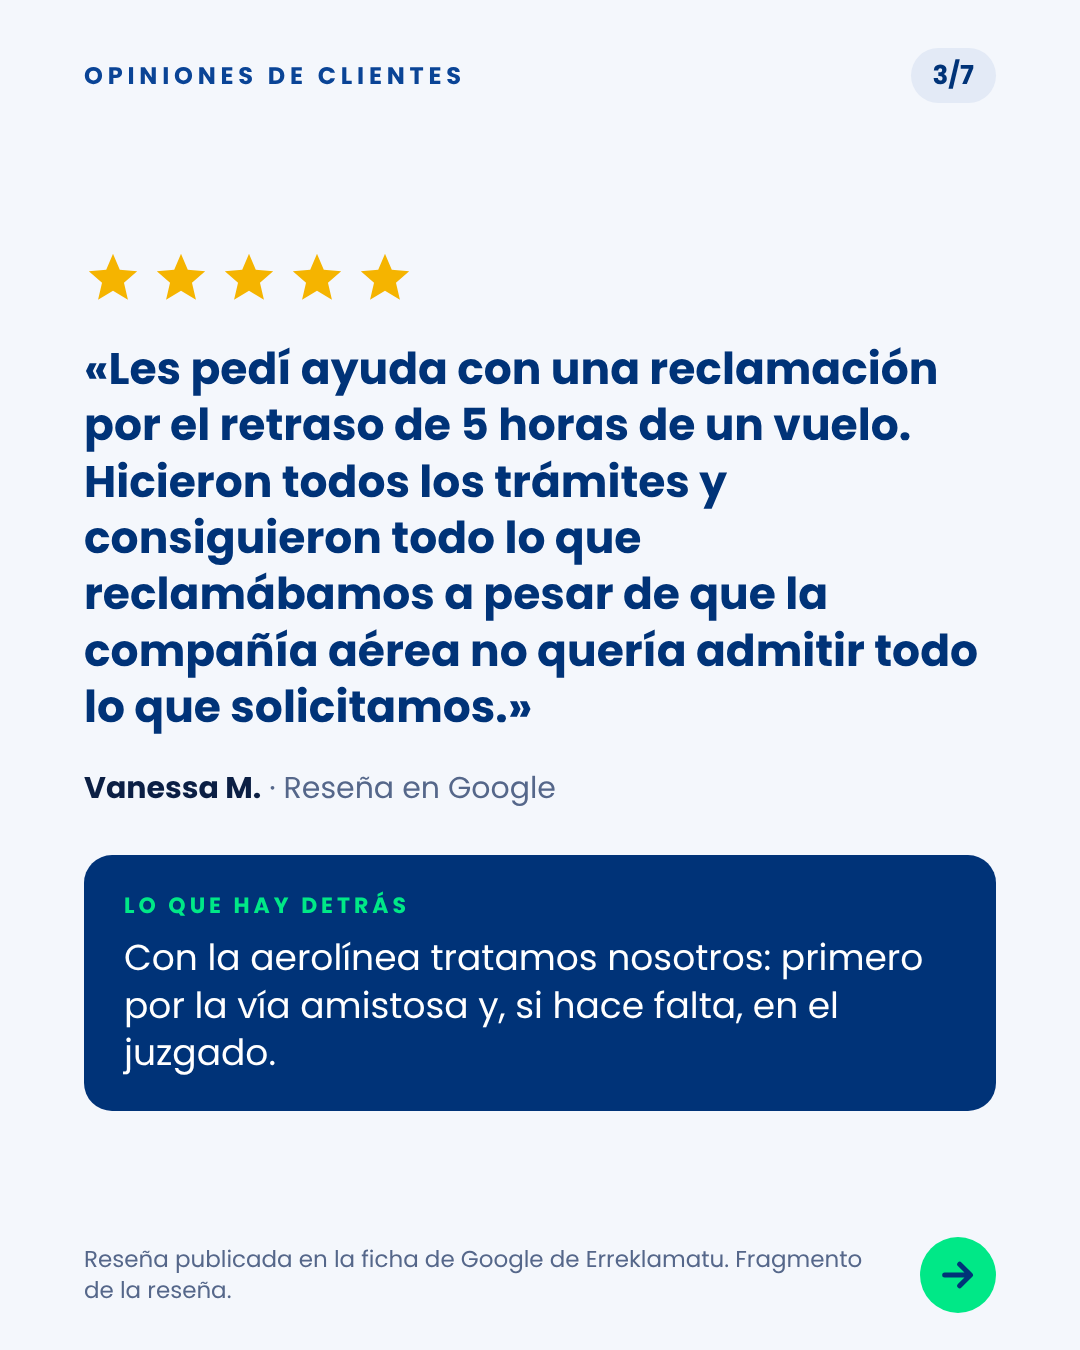 OPINIONES DE CLIENTES
3/7
«Les pedí ayuda con una reclamación
por el retraso de 5 horas de un vuelo.
Hicieron todos los trámites y
consiguieron todo lo que
reclamábamos a pesar de que la
compañía aérea no quería admitir todo
lo que solicitamos.»
Vanessa M. · Reseña en Google
LO QUE HAY DETRÁS
Con la aerolínea tratamos nosotros: primero
por la vía amistosa y, si hace falta, en el
juzgado.
Reseña publicada en la ficha de Google de Erreklamatu. Fragmento
de la reseña.